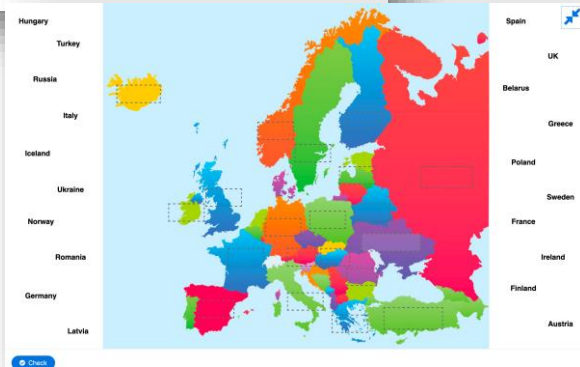 Hungary
Turkey
Russia
Italy
Iceland
Ukraine
Norway
Romania
Germany
Latvia
Spain
UK
Belarus
Greece
Poland
Sweden
France
Ireland
Finland
Austria
Check